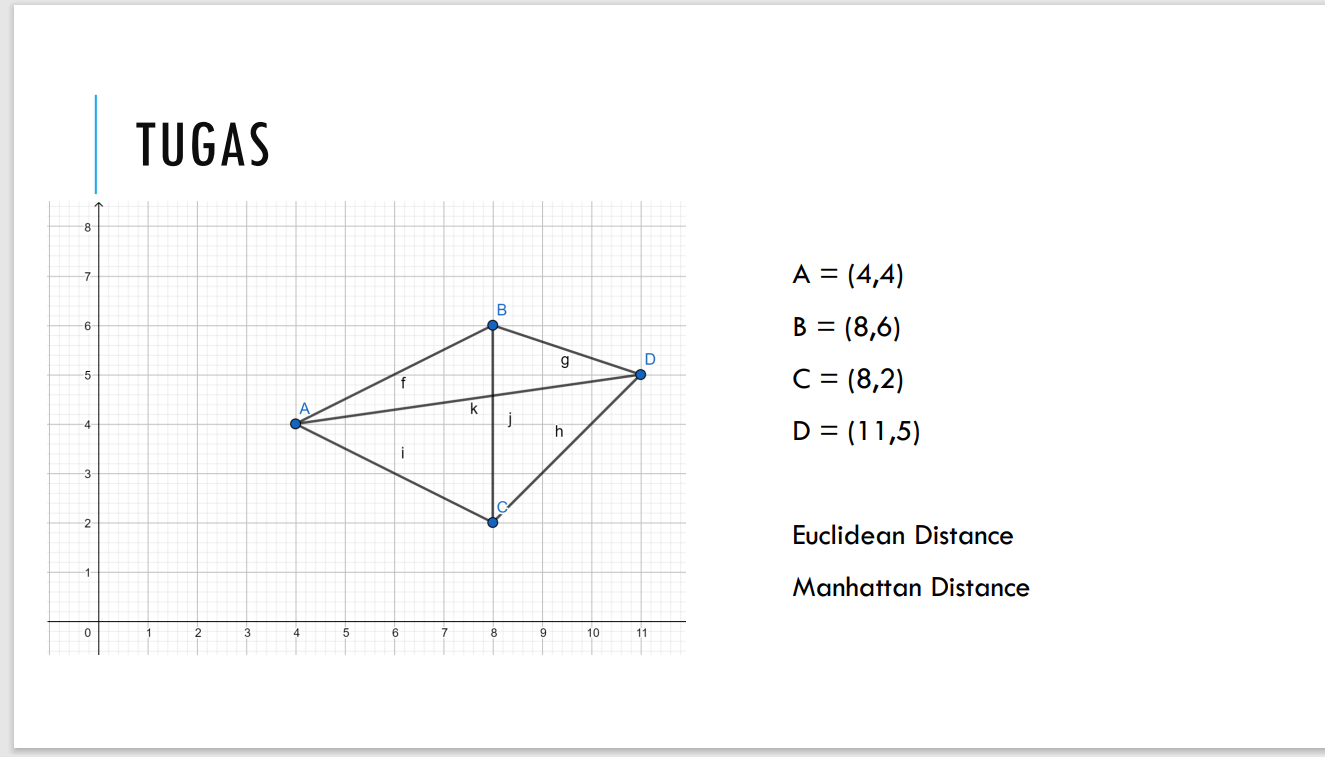 TUGAS
8
7
B
6
g
D
5
f
A
k
j
4
h
i
3
C
2
1
0 1 2 3 4 5 6 7 8 9 10 11
A = (4,4)
B = (8,6)
C = (8,2)
D = (11,5)
Euclidean Distance
Manhattan Distance